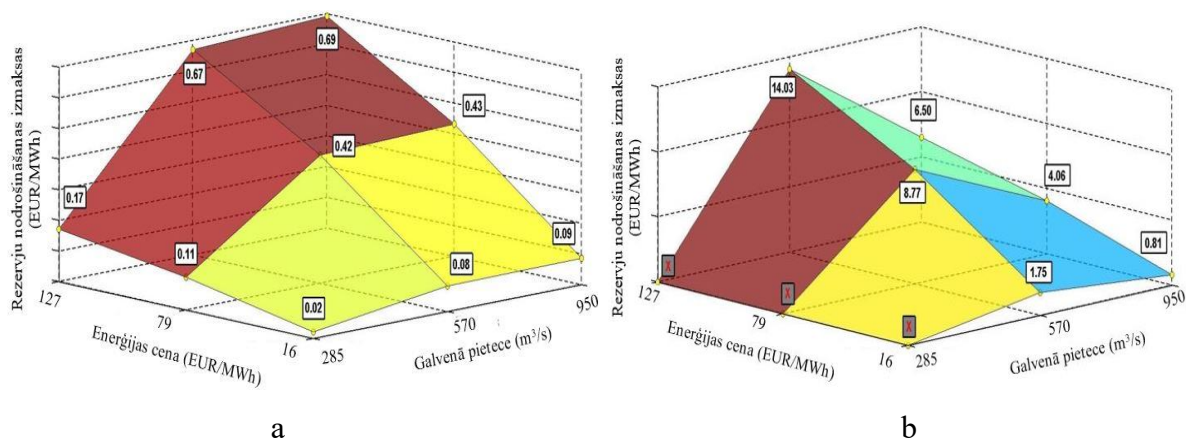 Rezervju nodrošināšanas izmaksas
(EUR/MWh)
0.69
0.67
0.43
0.42
0.17
0.11
0.09
0.08
0.02
127
79
16
285
570
950
Enerģijas cena (EUR/MWh)
Galvenā pietece (m³/s)
a
Rezervju nodrošināšanas izmaksas
(EUR/MWh)
14.03
6.50
4.06
8.77
0.81
1.75
X
X
X
127
79
16
285
570
950
Enerģijas cena (EUR/MWh)
Galvenā pietece (m³/s)
b